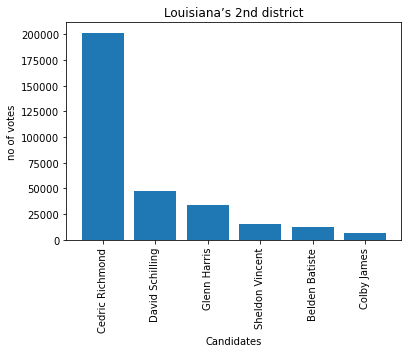 Louisiana’s 2nd district
200000
175000
150000
125000
100000
75000
50000
25000
0
no of votes
Cedric Richmond
David Schilling
Glenn Harris
Sheldon Vincent
Belden Batiste
Colby James
Candidates